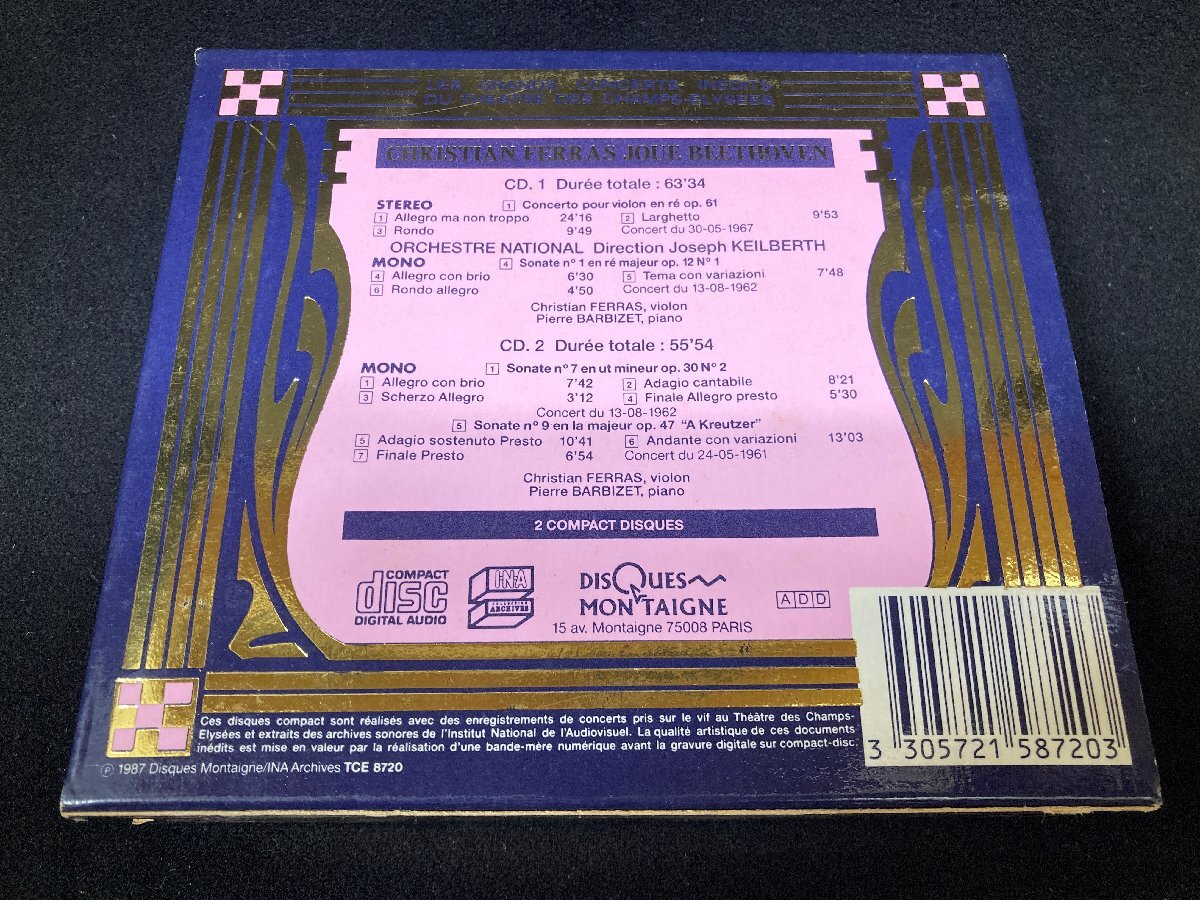 LES GRANDS CONCERTS INEDITS
DU THEATRE DES CHAMPS-ELYSEES
CHRISTIAN FERRAS JOUE BEETHOVEN
CD. 1 Durée totale : 63'34
STEREO 1 Concerto pour violon en ré op. 61
1 Allegro ma non troppo 24'16 2 Larghetto 9'53
3 Rondo 9'49 Concert du 30-05-1967
ORCHESTRE NATIONAL Direction Joseph KEILBERTH
MONO 4 Sonate nº 1 en ré majeur op. 12 Nº 1
4 Allegro con brio 6'30 5 Tema con variazioni 7'48
6 Rondo allegro 4'50 Concert du 13-08-1962
Christian FERRAS, violon
Pierre BARBIZET, piano
CD. 2 Durée totale : 55'54
MONO 1 Sonate nº 7 en ut mineur op. 30 Nº 2
1 Allegro con brio 7'42 2 Adagio cantabile 8'21
3 Scherzo Allegro 3'12 4 Finale Allegro presto 5'30
Concert du 13-08-1962
5 Sonate nº 9 en la majeur op. 47 "A Kreutzer"
5 Adagio sostenuto Presto 10'41 6 Andante con variazioni 13'03
7 Finale Presto 6'54 Concert du 24-05-1961
Christian FERRAS, violon
Pierre BARBIZET, piano
2 COMPACT DISQUES
COMPACT
disc
DIGITAL AUDIO
INA
COLLECTION
ARCHIVES
DISQUES
MONTAIGNE
15 av. Montaigne 75008 PARIS
A D D
Ces disques compact sont réalisés avec des enregistrements de concerts pris sur le vif au Théâtre des Champs-
Elysées et extraits des archives sonores de l'Institut National de l'Audiovisuel. La qualité artistique de ces documents
inédits est mise en valeur par la réalisation d'une bande-mère numérique avant la gravure digitale sur compact-disc.
℗ 1987 Disques Montaigne/INA Archives TCE 8720
3 305721 587203